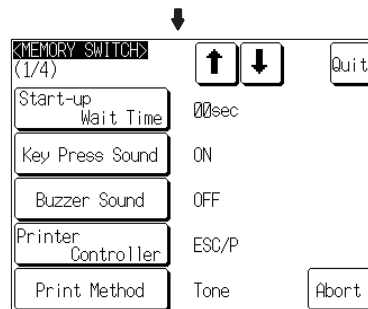 <MEMORY SWITCH>
(1/4)
Quit
Start-up
Wait Time
00sec
Key Press Sound
ON
Buzzer Sound
OFF
Printer
Controller
ESC/P
Print Method
Tone
Abort